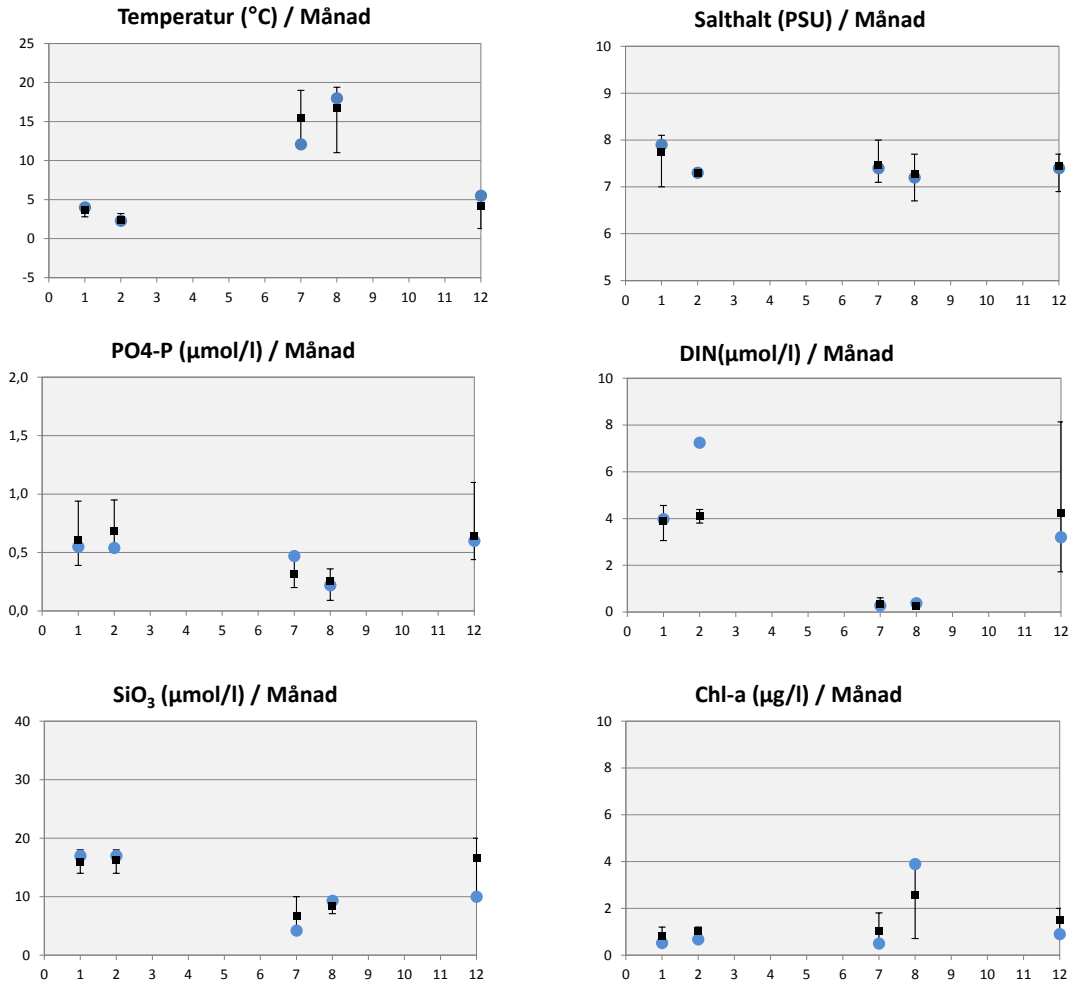 Temperatur (°C) / Månad
25
20
15
10
5
0
-5
0 1 2 3 4 5 6 7 8 9 10 11 12
Salthalt (PSU) / Månad
10
9
8
7
6
5
0 1 2 3 4 5 6 7 8 9 10 11 12
PO4-P (µmol/l) / Månad
2,0
1,5
1,0
0,5
0,0
0 1 2 3 4 5 6 7 8 9 10 11 12
DIN(µmol/l) / Månad
10
8
6
4
2
0
0 1 2 3 4 5 6 7 8 9 10 11 12
SiO₃ (µmol/l) / Månad
40
30
20
10
0
0 1 2 3 4 5 6 7 8 9 10 11 12
Chl-a (µg/l) / Månad
10
8
6
4
2
0
0 1 2 3 4 5 6 7 8 9 10 11 12